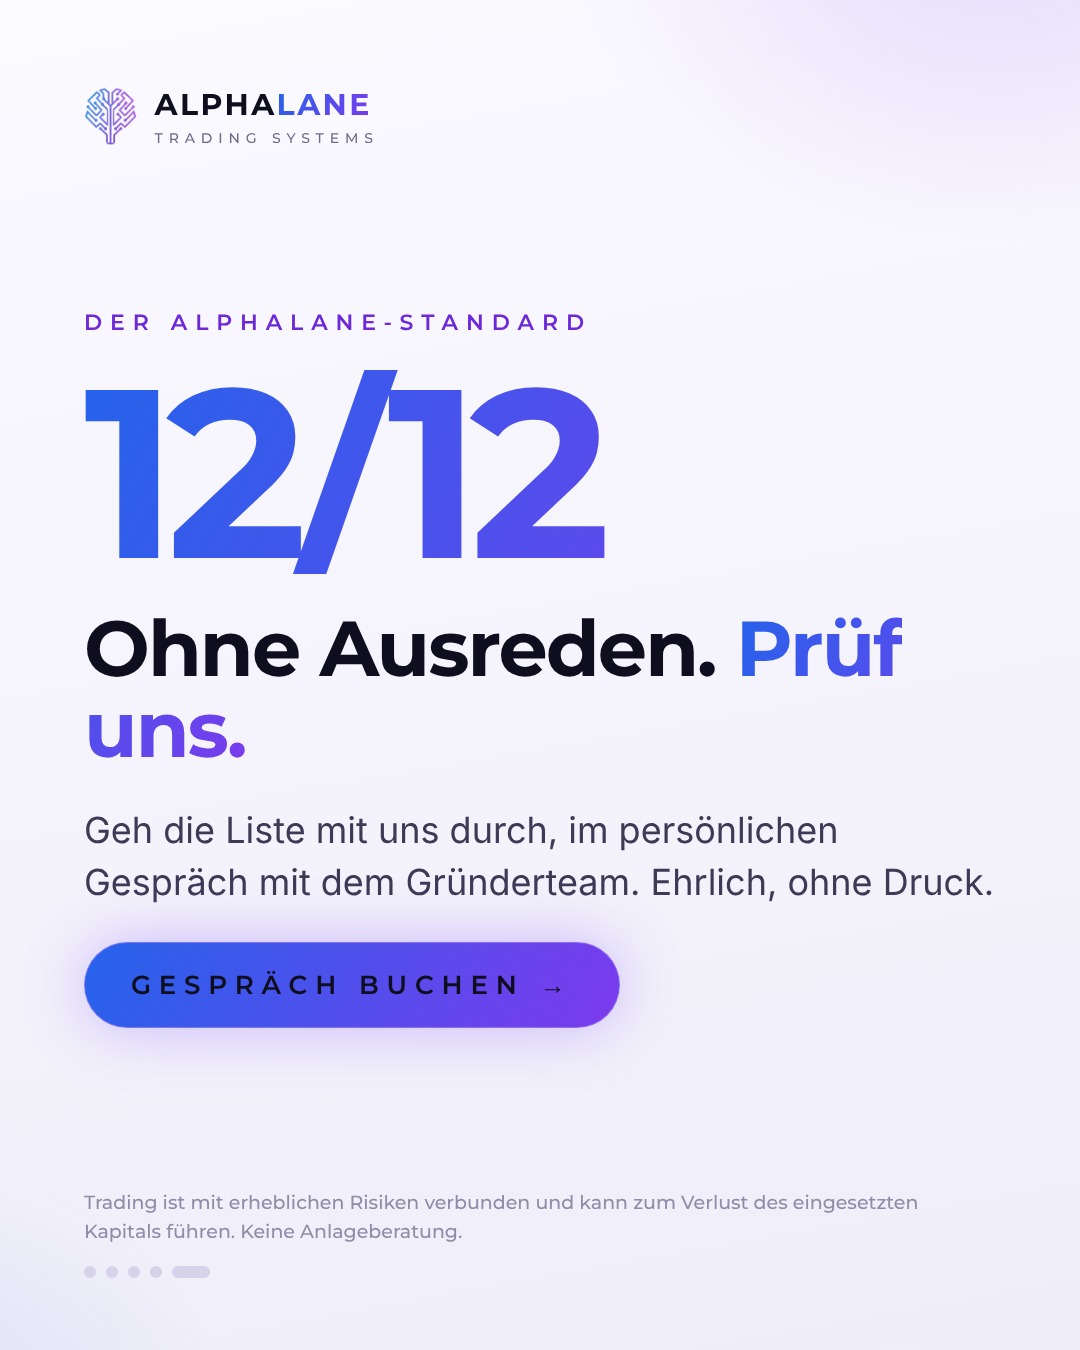 ALPHALANE
TRADING SYSTEMS
DER ALPHALANE-STANDARD
12/12
Ohne Ausreden. Prüf
uns.
Geh die Liste mit uns durch, im persönlichen
Gespräch mit dem Gründerteam. Ehrlich, ohne Druck.
GESPRÄCH BUCHEN →
Trading ist mit erheblichen Risiken verbunden und kann zum Verlust des eingesetzten
Kapitals führen. Keine Anlageberatung.